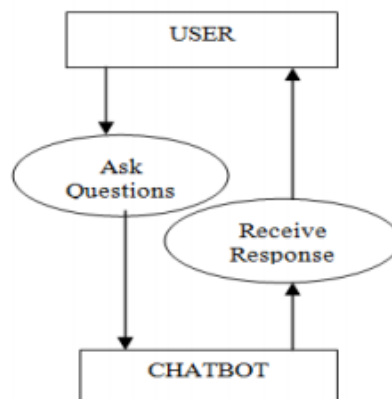 USER
Ask
Questions
Receive
Response
CHATBOT